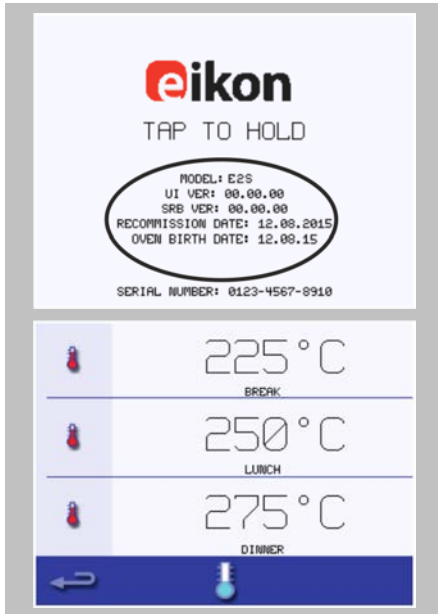 eikon
TAP TO HOLD
MODEL: E2S
UI VER: 00.00.00
SRB VER: 00.00.00
RECOMMISSION DATE: 12.08.2015
OVEN BIRTH DATE: 12.08.15
SERIAL NUMBER: 0123-4567-8910
225°C
BREAK
250°C
LUNCH
275°C
DINNER